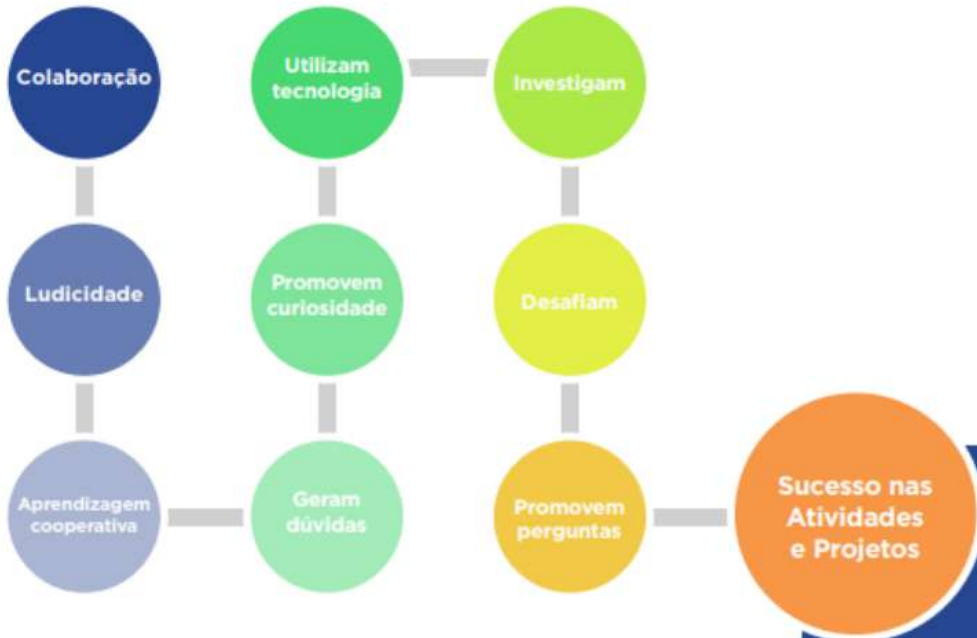 Colaboração
Ludicidade
Aprendizagem
cooperativa
Geram
dúvidas
Promovem
curiosidade
Utilizam
tecnologia
Investigam
Desafiam
Promovem
perguntas
Sucesso nas
Atividades
e Projetos